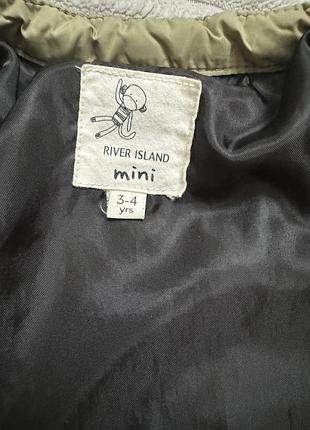 RIVER ISLAND
mini
3-4
yrs